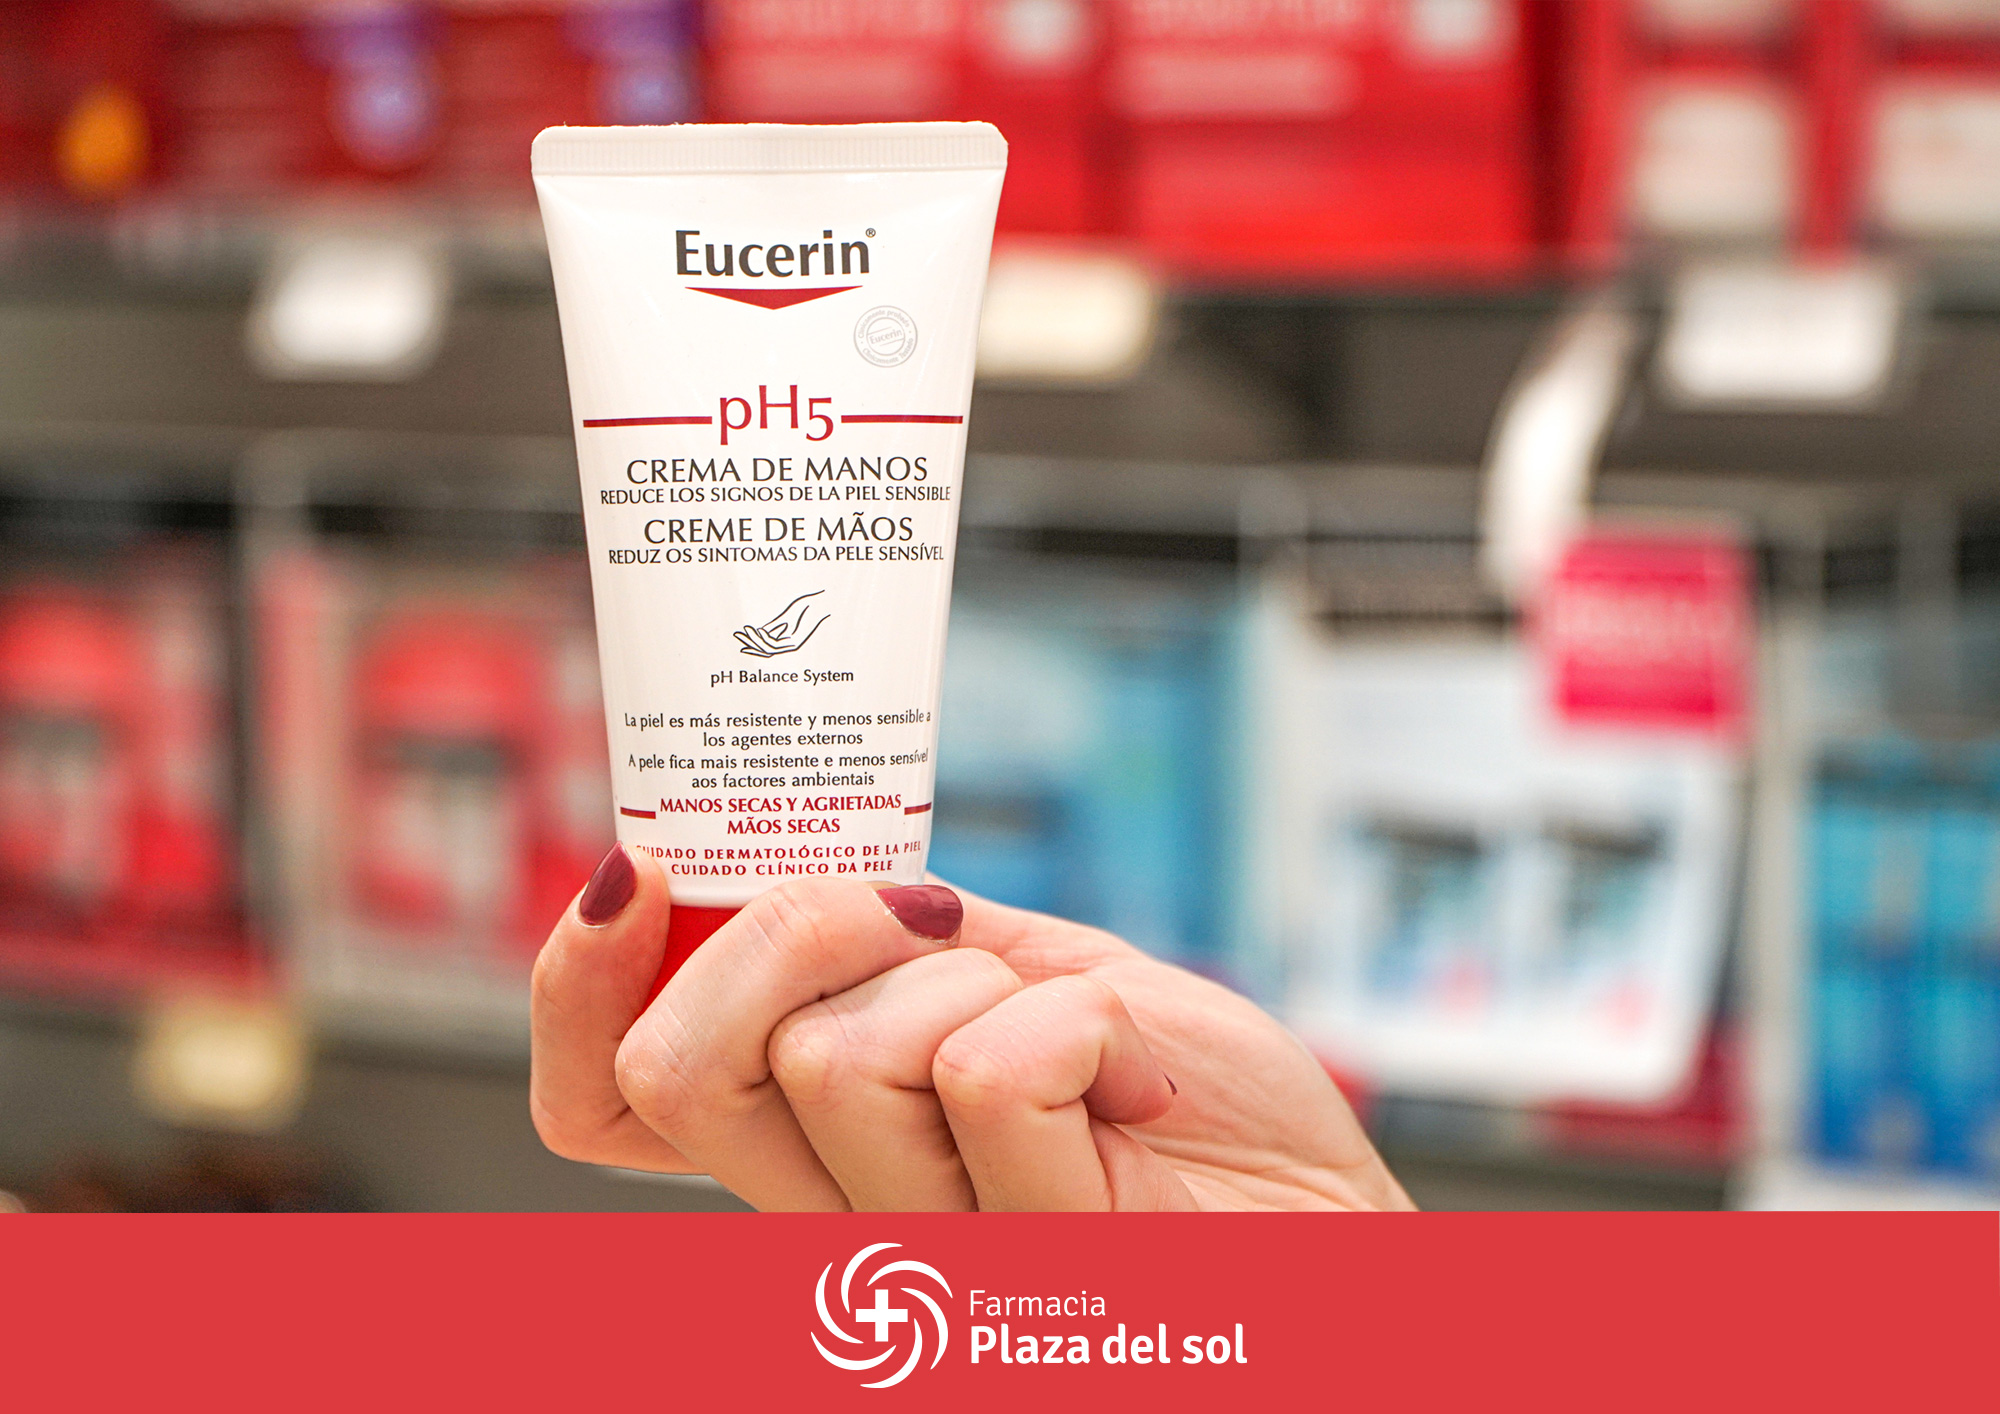 Eucerin®
Eucerin
pH5
CREMA DE MANOS
REDUCE LOS SIGNOS DE LA PIEL SENSIBLE
CREME DE MÃOS
REDUZ OS SINTOMAS DA PELE SENSÍVEL
pH Balance System
La piel es más resistente y menos sensible a
los agentes externos
A pele fica mais resistente e menos sensível
aos factores ambientais
MANOS SECAS Y AGRIETADAS
MÃOS SECAS
CUIDADO DERMATOLÓGICO DE LA PIEL
CUIDADO CLÍNICO DA PELE
Farmacia
Plaza del sol